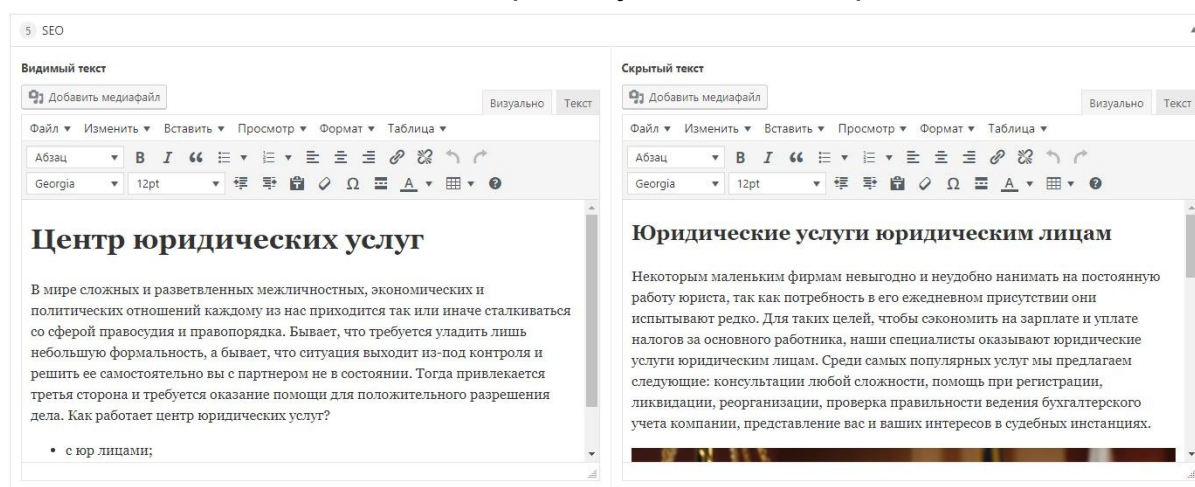 5 SEO
Видимый текст
Добавить медиафайл
Визуально Текст
Файл Изменить Вставить Просмотр Формат Таблица
Абзац B I
Georgia 12pt Ω A
Центр юридических услуг
В мире сложных и разветвленных межличностных, экономических и
политических отношений каждому из нас приходится так или иначе сталкиваться
со сферой правосудия и правопорядка. Бывает, что требуется уладить лишь
небольшую формальность, а бывает, что ситуация выходит из-под контроля и
решить ее самостоятельно вы с партнером не в состоянии. Тогда привлекается
третья сторона и требуется оказание помощи для положительного разрешения
дела. Как работает центр юридических услуг?
• с юр лицами;
Скрытый текст
Добавить медиафайл
Визуально Текст
Файл Изменить Вставить Просмотр Формат Таблица
Абзац B I
Georgia 12pt Ω A
Юридические услуги юридическим лицам
Некоторым маленьким фирмам невыгодно и неудобно нанимать на постоянную
работу юриста, так как потребность в его ежедневном присутствии они
испытывают редко. Для таких целей, чтобы сэкономить на зарплате и уплате
налогов за основного работника, наши специалисты оказывают юридические
услуги юридическим лицам. Среди самых популярных услуг мы предлагаем
следующие: консультации любой сложности, помощь при регистрации,
ликвидации, реорганизации, проверка правильности ведения бухгалтерского
учета компании, представление вас и ваших интересов в судебных инстанциях.